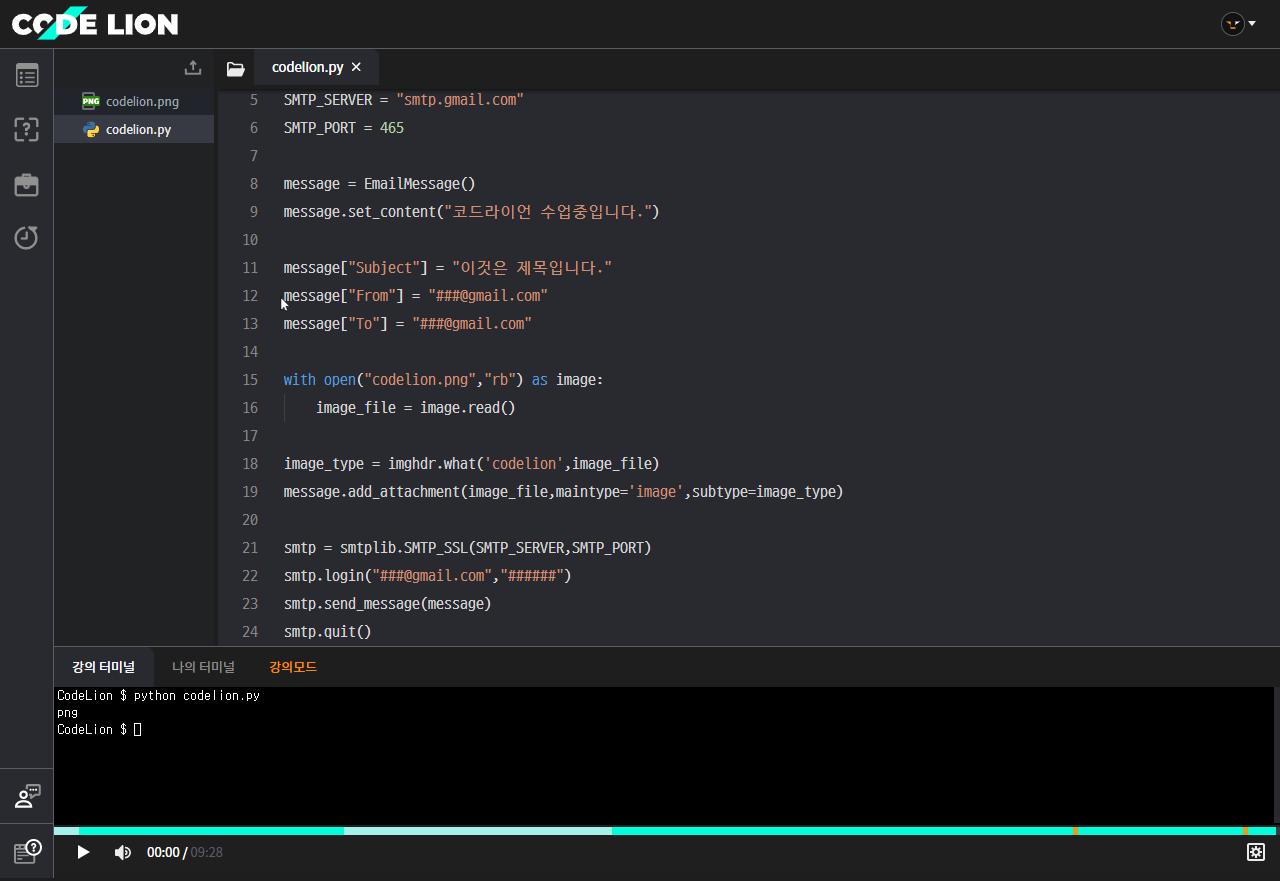 CODE LION
codelion.py ×
PNG codelion.png
codelion.py
5 SMTP_SERVER = "smtp.gmail.com"
6 SMTP_PORT = 465
7
8 message = EmailMessage()
9 message.set_content("코드라이언 수업중입니다.")
10
11 message["Subject"] = "이것은 제목입니다."
12 message["From"] = "###@gmail.com"
13 message["To"] = "###@gmail.com"
14
15 with open("codelion.png","rb") as image:
16 image_file = image.read()
17
18 image_type = imghdr.what('codelion',image_file)
19 message.add_attachment(image_file,maintype='image',subtype=image_type)
20
21 smtp = smtplib.SMTP_SSL(SMTP_SERVER,SMTP_PORT)
22 smtp.login("###@gmail.com","######")
23 smtp.send_message(message)
24 smtp.quit()
강의 터미널 나의 터미널 강의모드
CodeLion $ python codelion.py
png
CodeLion $
00:00 / 09:28